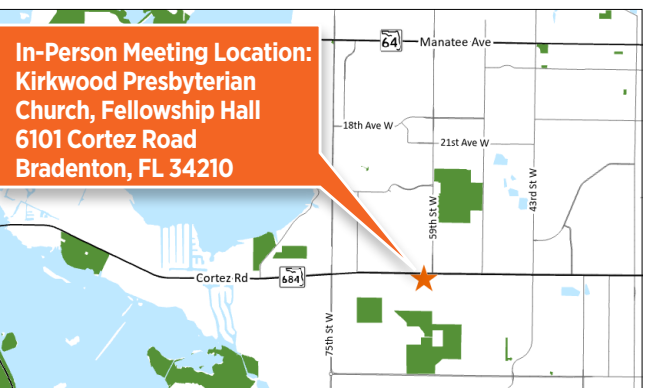 In-Person Meeting Location:
Kirkwood Presbyterian
Church, Fellowship Hall
6101 Cortez Road
Bradenton, FL 34210
64
Manatee Ave
18th Ave W
21st Ave W
59th St W
43rd St W
Cortez Rd
684
75th St W